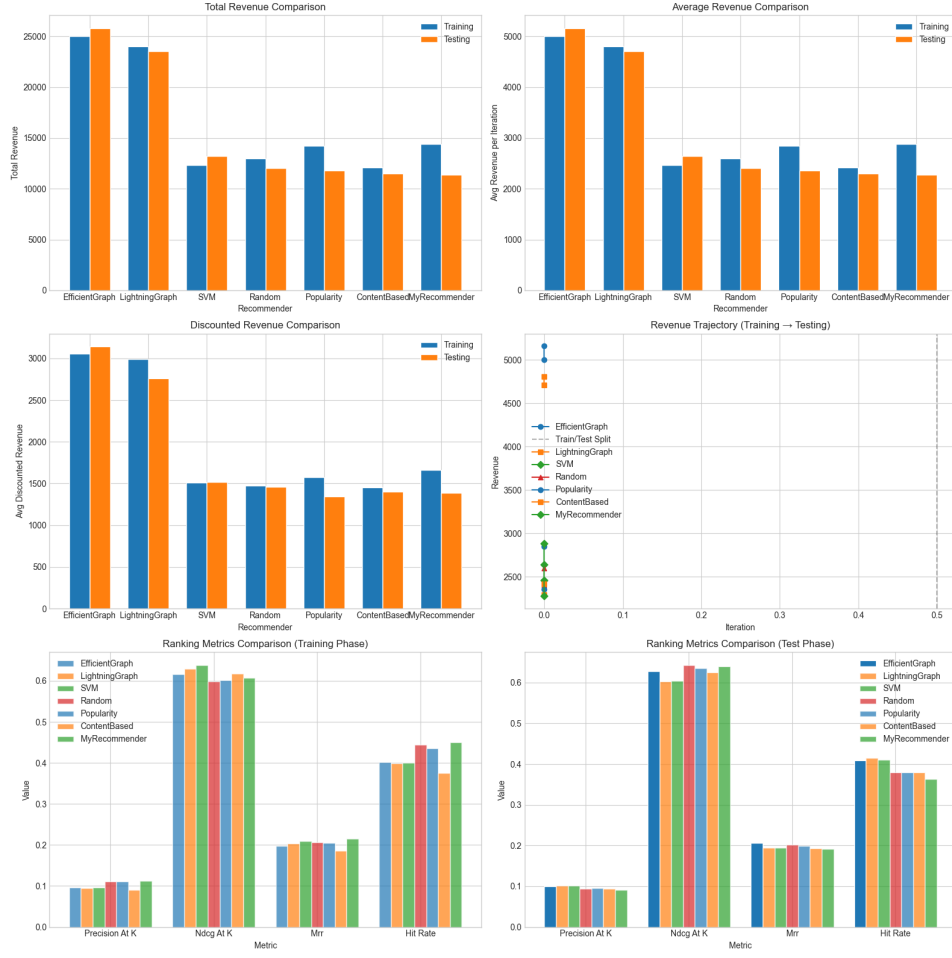 Total Revenue Comparison
Training
Testing
25000
20000
15000
10000
5000
0
Total Revenue
EfficientGraph LightningGraph SVM Random Popularity ContentBased MyRecommender
Recommender
Average Revenue Comparison
Training
Testing
5000
4000
3000
2000
1000
0
Avg Revenue per Iteration
EfficientGraph LightningGraph SVM Random Popularity ContentBased MyRecommender
Recommender
Discounted Revenue Comparison
Training
Testing
3000
2500
2000
1500
1000
500
0
Avg Discounted Revenue
EfficientGraph LightningGraph SVM Random Popularity ContentBased MyRecommender
Recommender
Revenue Trajectory (Training → Testing)
5000
4500
4000
3500
3000
2500
Revenue
EfficientGraph
Train/Test Split
LightningGraph
SVM
Random
Popularity
ContentBased
MyRecommender
0.0 0.1 0.2 0.3 0.4 0.5
Iteration
Ranking Metrics Comparison (Training Phase)
EfficientGraph
LightningGraph
SVM
Random
Popularity
ContentBased
MyRecommender
0.6
0.5
0.4
0.3
0.2
0.1
0.0
Value
Precision At K Ndcg At K Mrr Hit Rate
Metric
Ranking Metrics Comparison (Test Phase)
EfficientGraph
LightningGraph
SVM
Random
Popularity
ContentBased
MyRecommender
0.6
0.5
0.4
0.3
0.2
0.1
0.0
Value
Precision At K Ndcg At K Mrr Hit Rate
Metric